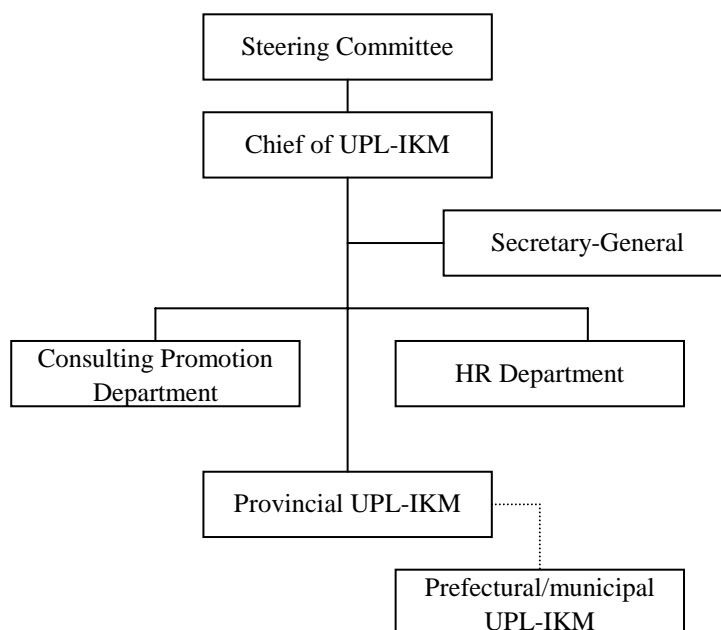 Steering Committee
Chief of UPL-IKM
Secretary-General
Consulting Promotion
Department
HR Department
Provincial UPL-IKM
Prefectural/municipal
UPL-IKM